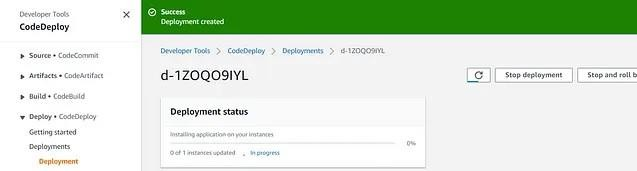 Developer Tools
CodeDeploy
Source • CodeCommit
Artifacts • CodeArtifact
Build • CodeBuild
Deploy • CodeDeploy
Getting started
Deployments
Deployment
Success
Deployment created
Developer Tools > CodeDeploy > Deployments > d-1ZOQO9IYL
d-1ZOQO9IYL
Stop deployment
Stop and roll b
Deployment status
Installing application on your instances
0%
0 of 1 instances updated
In progress